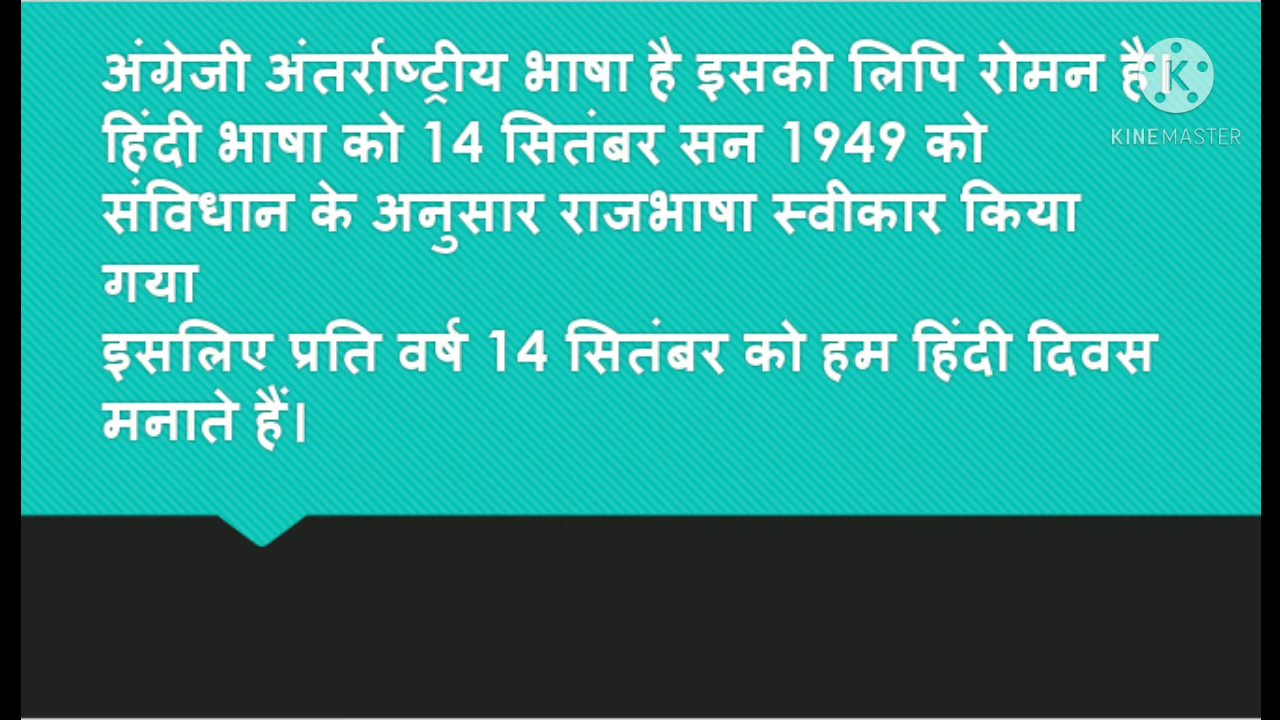 अंग्रेजी अंतर्राष्ट्रीय भाषा है इसकी लिपि रोमन है
हिंदी भाषा को 14 सितंबर सन 1949 को
संविधान के अनुसार राजभाषा स्वीकार किया
गया
इसलिए प्रति वर्ष 14 सितंबर को हम हिंदी दिवस
मनाते हैं।
K
KINEMASTER